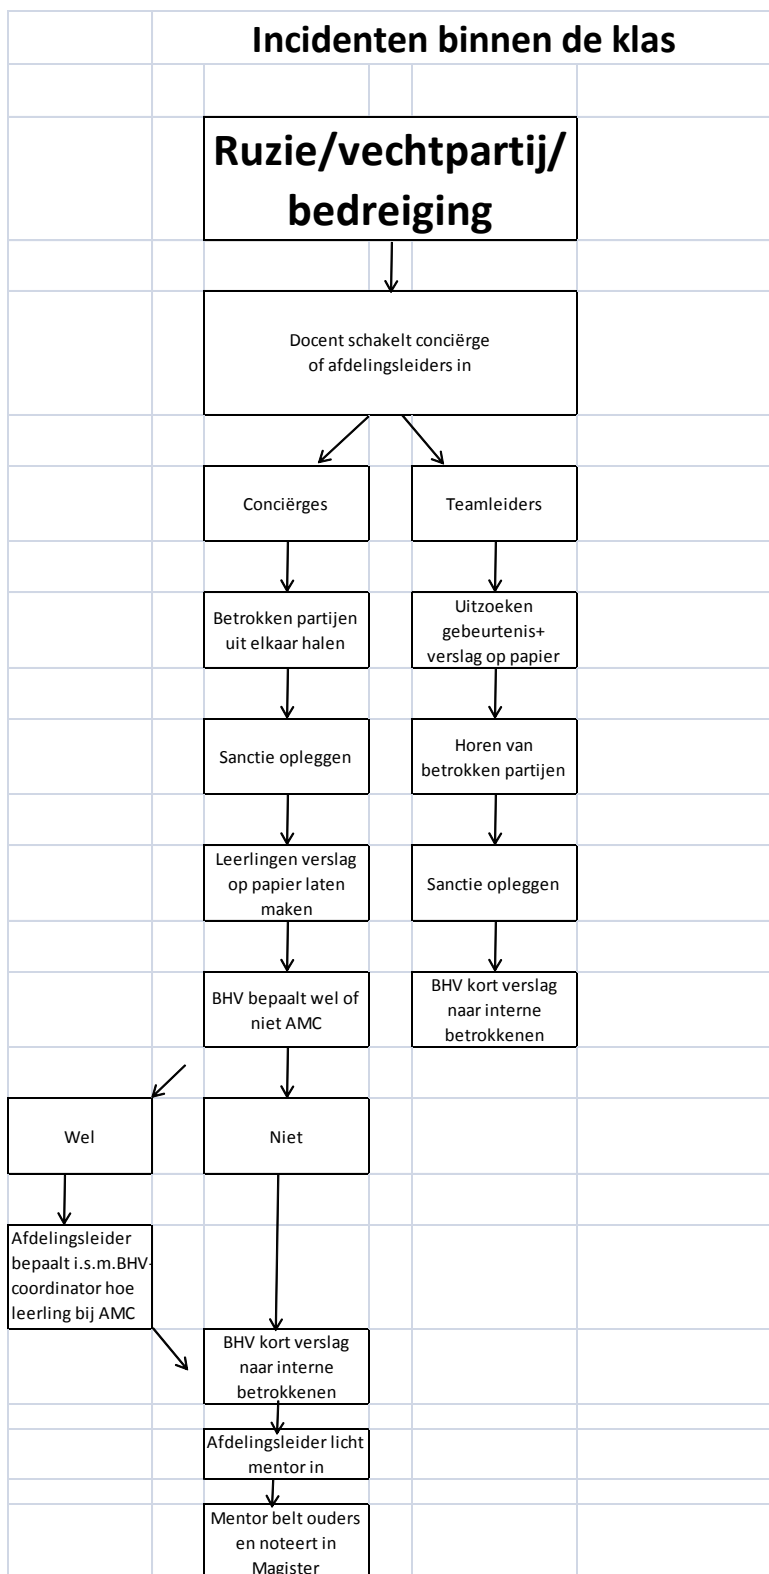 Incidenten binnen de klas
Ruzie/vechtpartij/
bedreiging
Docent schakelt conciërge
of afdelingsleiders in
Conciërges
Teamleiders
Betrokken partijen
uit elkaar halen
Uitzoeken
gebeurtenis+
verslag op papier
Sanctie opleggen
Horen van
betrokken partijen
Leerlingen verslag
op papier laten
maken
Sanctie opleggen
BHV bepaalt wel of
niet AMC
BHV kort verslag
naar interne
betrokkenen
Wel
Niet
Afdelingsleider
bepaalt i.s.m.BHV-
coordinator hoe
leerling bij AMC
BHV kort verslag
naar interne
betrokkenen
Afdelingsleider licht
mentor in
Mentor belt ouders
en noteert in
Magister